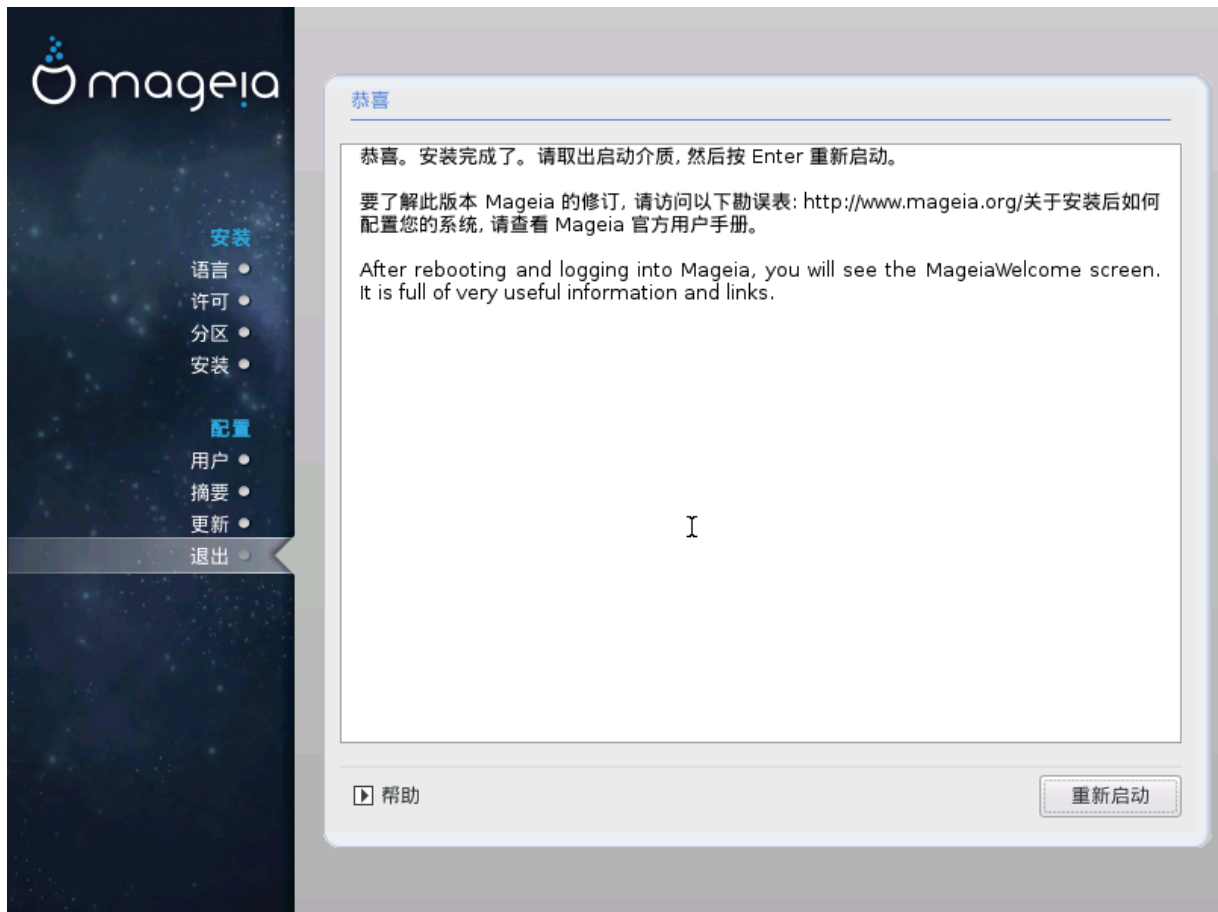 mageia
安装
语言
许可
分区
安装
配置
用户
摘要
更新
退出
恭喜
恭喜。安装完成了。请取出启动介质, 然后按 Enter 重新启动。
要了解此版本 Mageia 的修订, 请访问以下勘误表: http://www.mageia.org/关于安装后如何
配置您的系统, 请查看 Mageia 官方用户手册。
After rebooting and logging into Mageia, you will see the MageiaWelcome screen.
It is full of very useful information and links.
帮助
重新启动